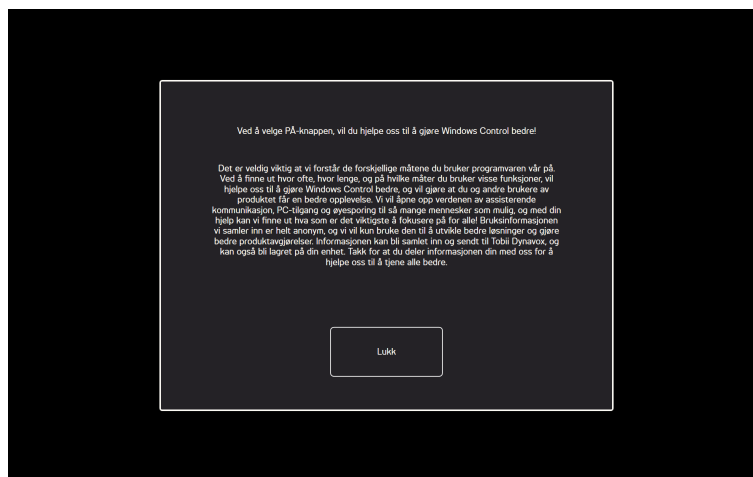 Ved å velge PÅ-knappen, vil du hjelpe oss til å gjøre Windows Control bedre!
Det er veldig viktig at vi forstår de forskjellige måtene du bruker programvaren vår på.
Ved å finne ut hvor ofte, hvor lenge, og på hvilke måter du bruker visse funksjoner, vil
hjelpe oss til å gjøre Windows Control bedre, og vil gjøre at du og andre brukere av
produktet får en bedre opplevelse. Vi vil åpne opp verdenen av assisterende
kommunikasjon, PC-tilgang og øyesporing til så mange mennesker som mulig, og med din
hjelp kan vi finne ut hva som er det viktigste å fokusere på for alle! Bruksinformasjonen
vi samler inn er helt anonym, og vi vil kun bruke den til å utvikle bedre løsninger og gjøre
bedre produktavgjørelser. Informasjonen kan bli samlet inn og sendt til Tobii Dynavox, og
kan også bli lagret på din enhet. Takk for at du deler informasjonen din med oss for å
hjelpe oss til å tjene alle bedre.
Lukk